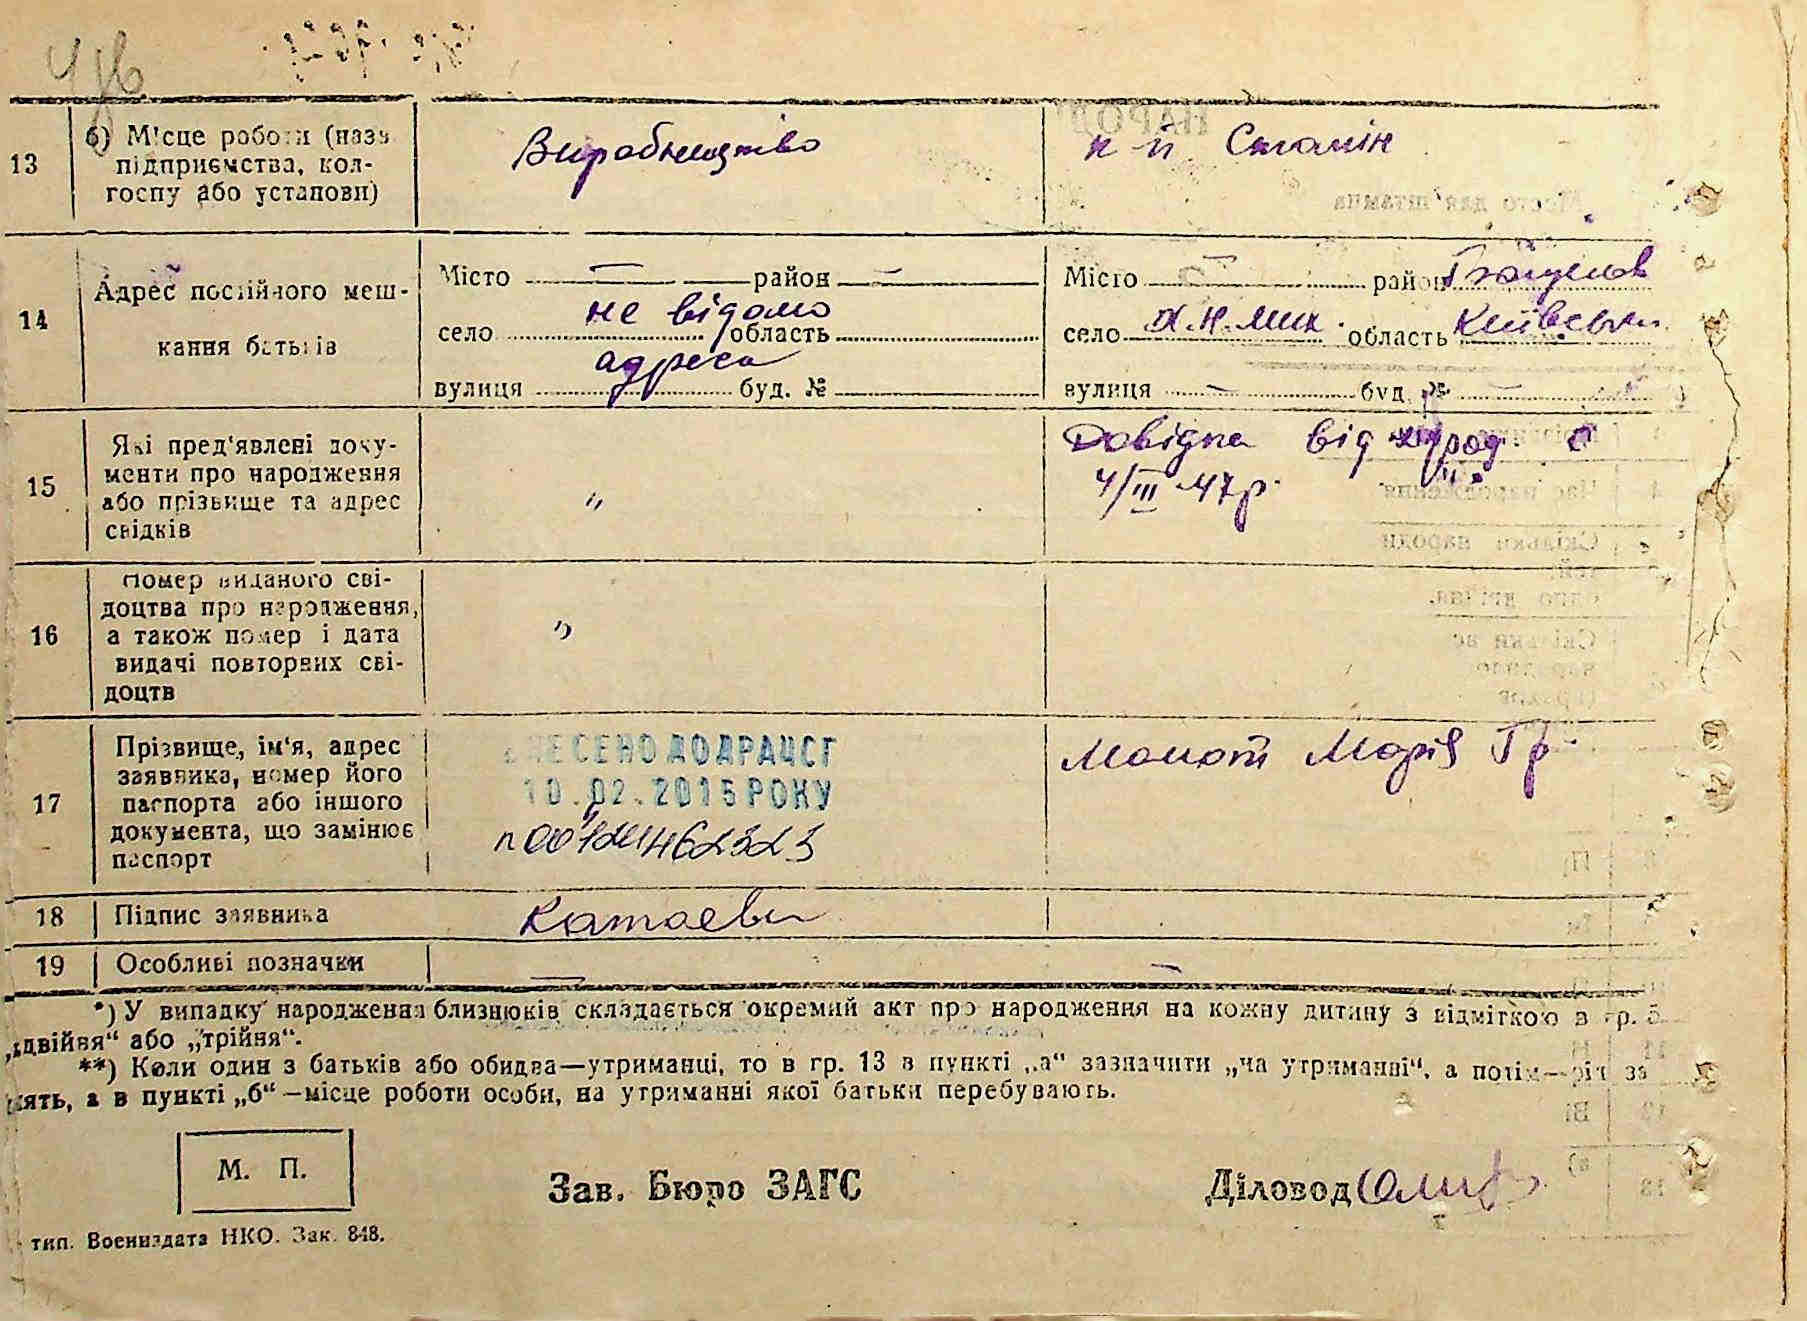 13
б) Місце роботи (назв.
підприємства, кол-
госпу або установи)
Виробництво
к п Сталін
14
Адрес постійного меш-
кання батьків
Місто — район —
не відомо
село область
адреса
вулиця буд. №
Місто — район
село область Київська
вулиця — буд. № —
15
Які пред'явлені доку-
менти про народження
або прізвище та адрес
свідків
"
Довідка від
4/III 47р.
16
Номер виданого сві-
доцтва про народження,
а також номер і дата
видачі повторних сві-
доцтв
"
17
Прізвище, ім'я, адрес
заявника, номер його
паспорта або іншого
документа, що замінює
паспорт
ВНЕСЕНО ДО ДРАЦСГ
10.02.2015 РОКУ
Марія Гр
18 Підпис заявника
19 Особливі позначки — —
*) У випадку народження близнюків складається окремий акт про народження на кожну дитину з відміткою в гр. 5
„двійня“ або „трійня“.
**) Коли один з батьків або обидва—утриманці, то в гр. 13 в пункті „а“ зазначити „на утриманні“, а потім—рід за
нять, а в пункті „б“—місце роботи особи, на утриманні якої батьки перебувають.
М. П.
Зав. Бюро ЗАГС
Діловод
тип. Воениздата НКО. Зак. 848.